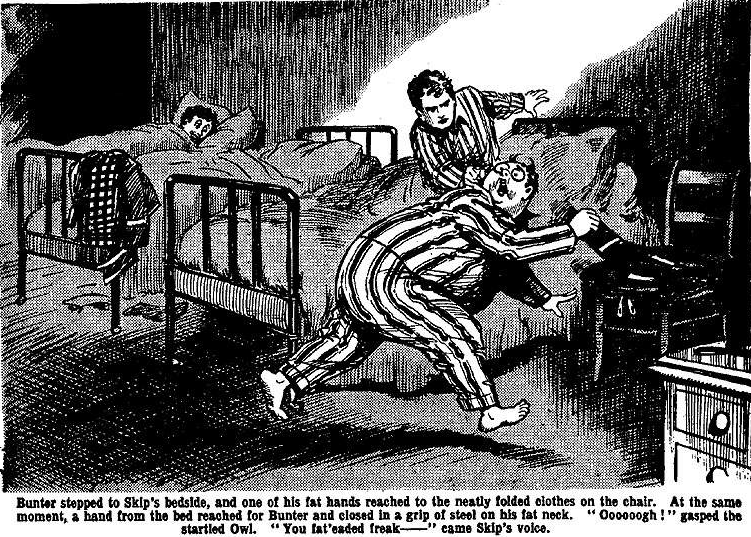 Bunter stepped to Skip's bedside, and one of his fat hands reached to the neatly folded clothes on the chair. At the same
moment, a hand from the bed reached for Bunter and closed in a grip of steel on his fat neck. "Oooooogh!" gasped the
startled Owl. "You fat'eaded freak——" came Skip's voice.